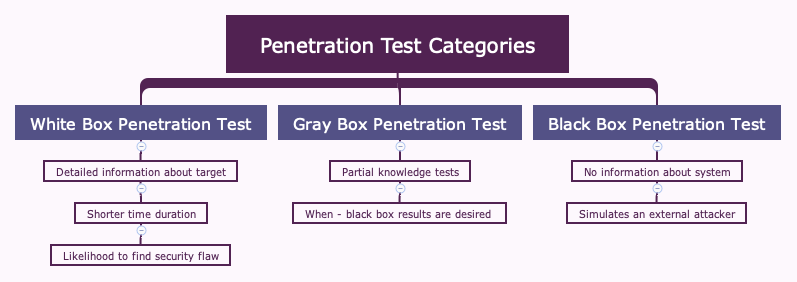 Penetration Test Categories
White Box Penetration Test
Detailed information about target
Shorter time duration
Likelihood to find security flaw
Gray Box Penetration Test
Partial knowledge tests
When - black box results are desired
Black Box Penetration Test
No information about system
Simulates an external attacker